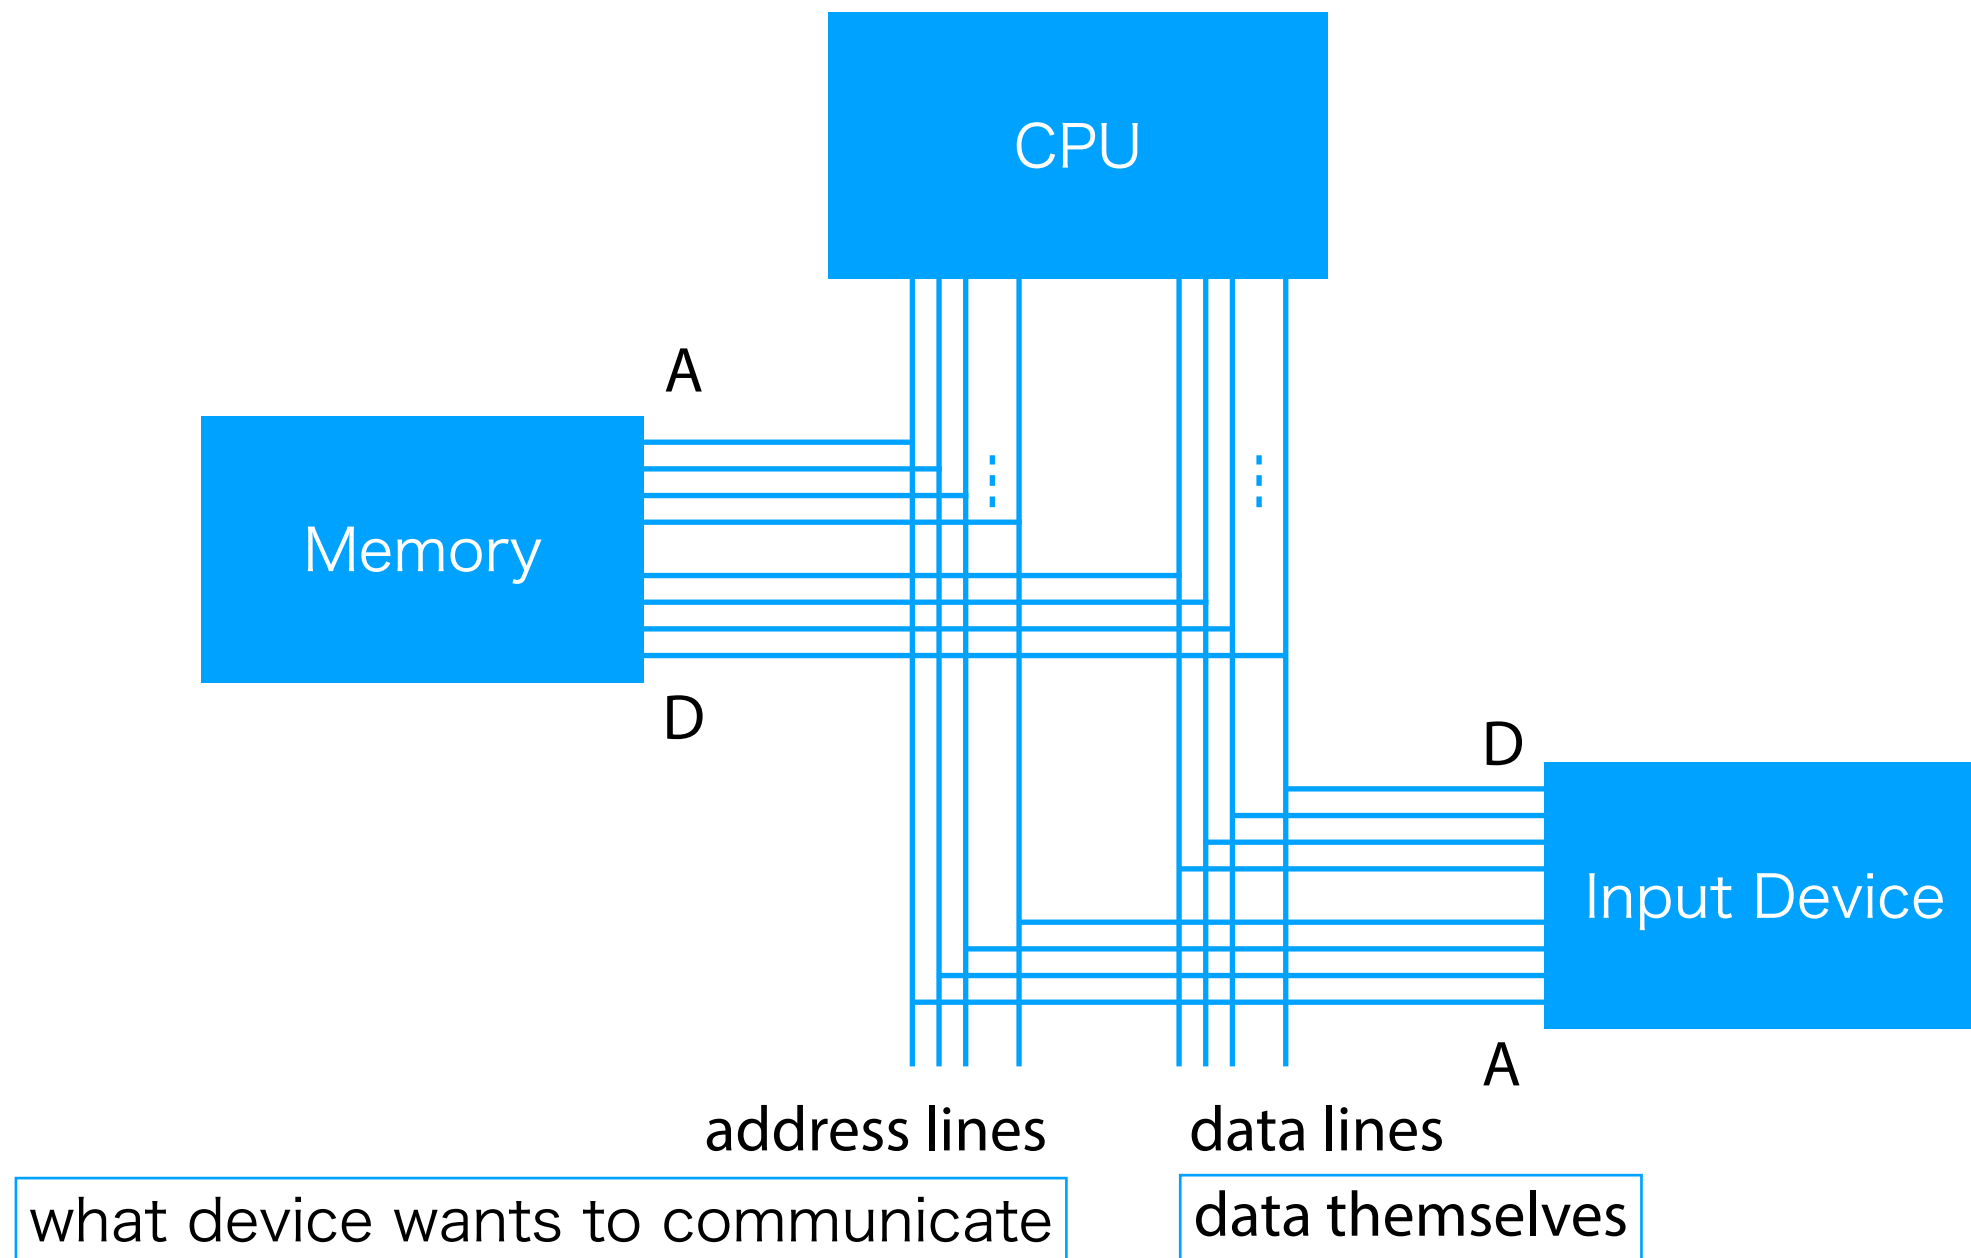 CPU
A
Memory
D
D
Input Device
A
address lines
data lines
what device wants to communicate
data themselves